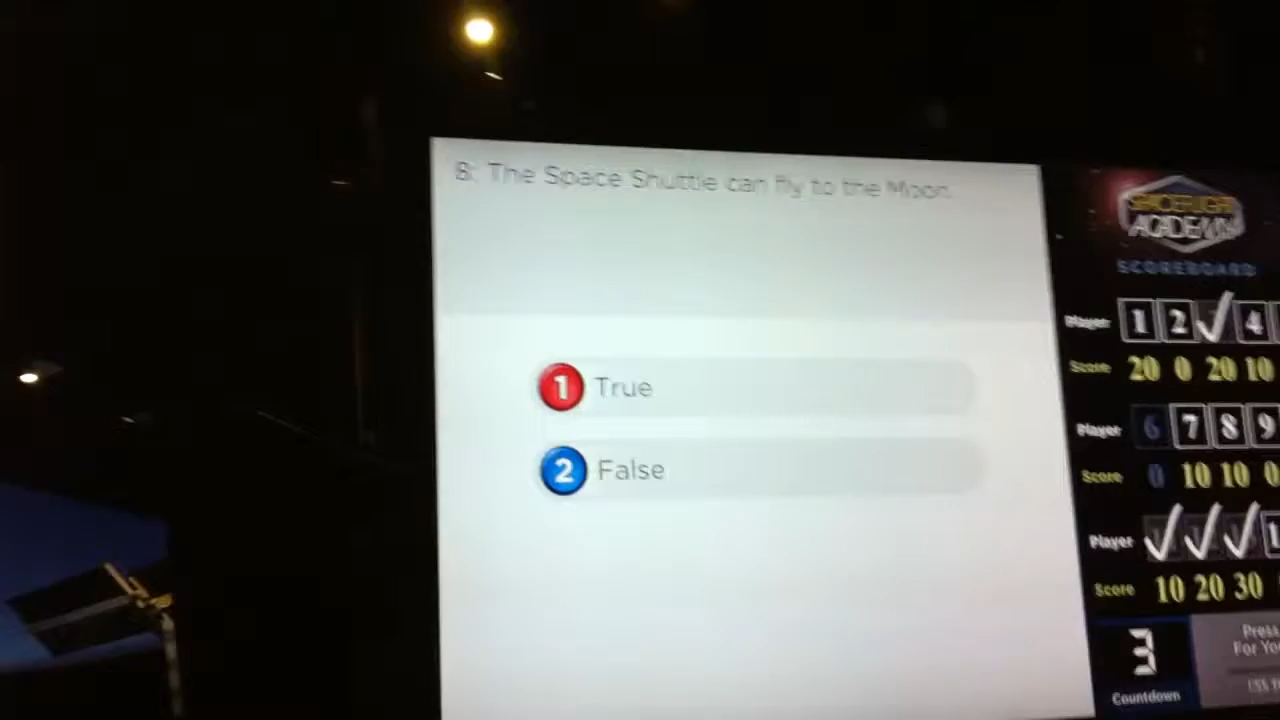 6: The Space Shuttle can fly to the Moon.
1 True
2 False
SPACEFLIGHT
ACADEMY
SCOREBOARD
Player 1 2 4
Score 20 0 20 10
Player 6 7 8 9
Score 0 10 10 0
Player
Score 10 20 30
3
Countdown
Press
For